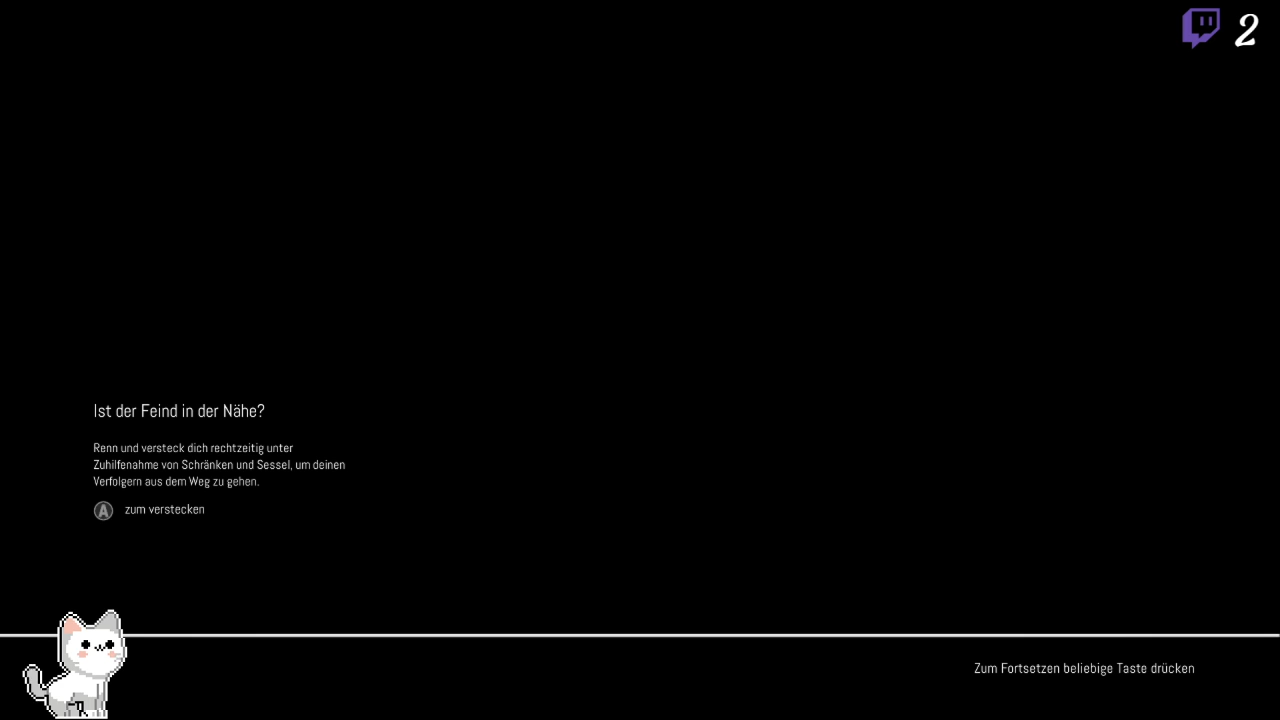 2
Ist der Feind in der Nähe?
Renn und versteck dich rechtzeitig unter
Zuhilfenahme von Schränken und Sessel, um deinen
Verfolgern aus dem Weg zu gehen.
A zum verstecken
Zum Fortsetzen beliebige Taste drücken